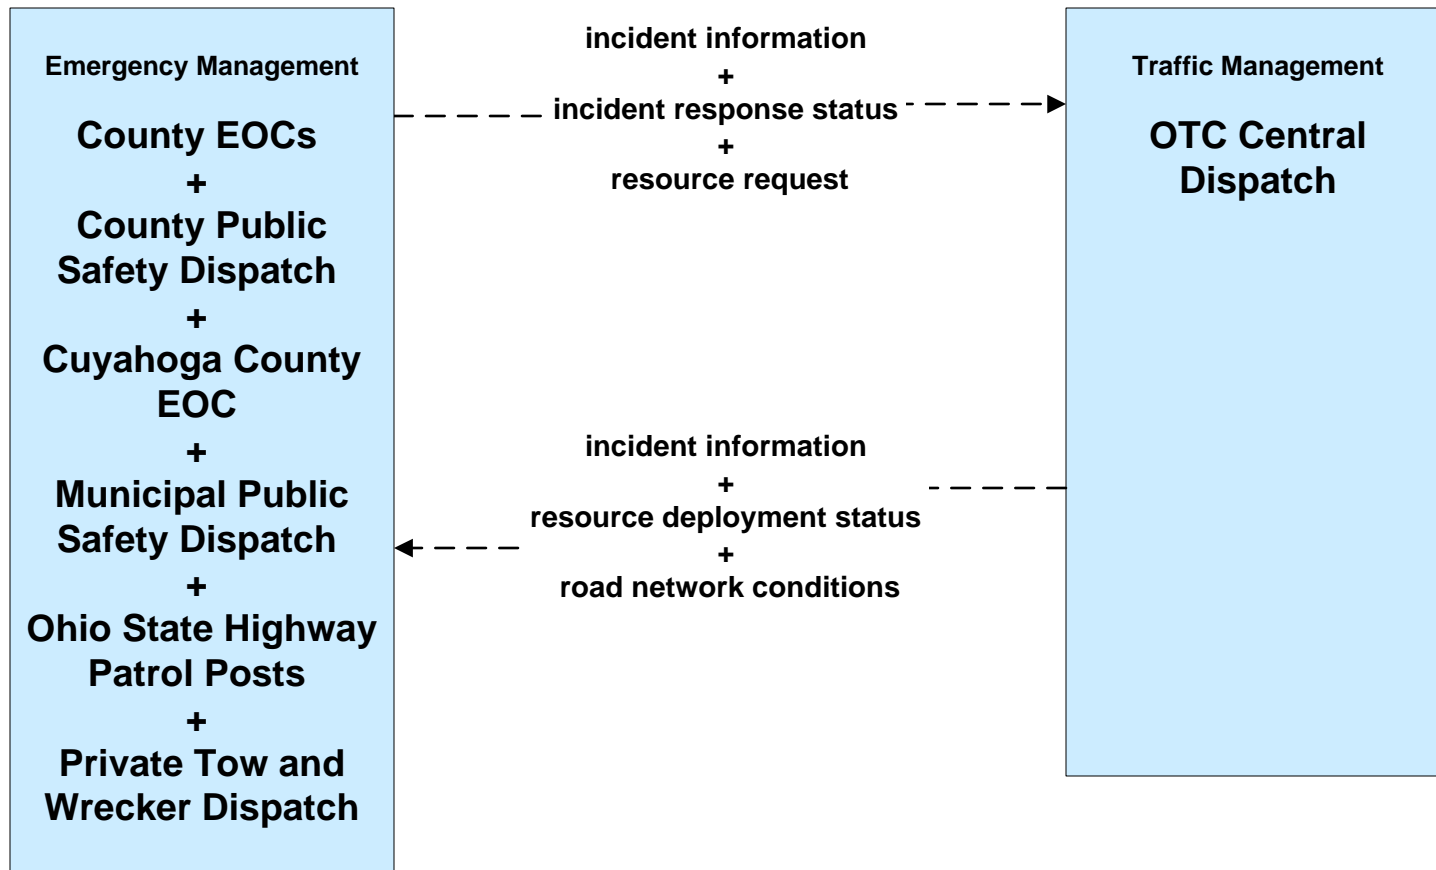 Emergency Management
County EOCs
+
County Public
Safety Dispatch
+
Cuyahoga County
EOC
+
Municipal Public
Safety Dispatch
+
Ohio State Highway
Patrol Posts
+
Private Tow and
Wrecker Dispatch
incident information
+
incident response status
+
resource request
incident information
+
resource deployment status
+
road network conditions
Traffic Management
OTC Central
Dispatch